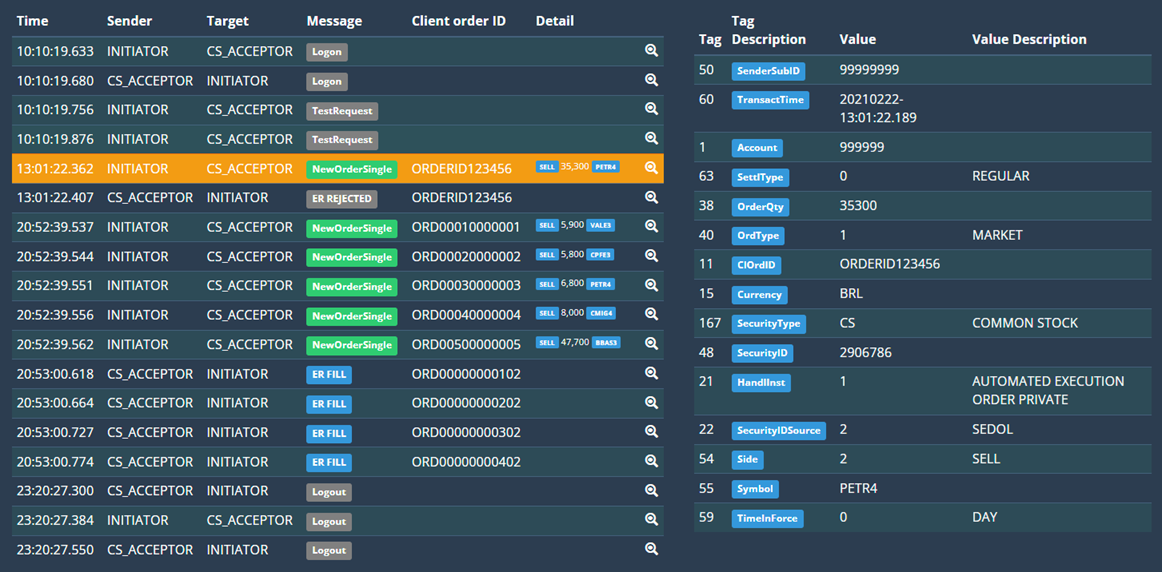 Time Sender Target Message Client order ID Detail
10:10:19.633 INITIATOR CS_ACCEPTOR Logon
10:10:19.680 CS_ACCEPTOR INITIATOR Logon
10:10:19.756 INITIATOR CS_ACCEPTOR TestRequest
10:10:19.876 INITIATOR CS_ACCEPTOR TestRequest
13:01:22.362 INITIATOR CS_ACCEPTOR NewOrderSingle ORDERID123456 SELL 35,300 PETR4
13:01:22.407 CS_ACCEPTOR INITIATOR ER REJECTED ORDERID123456
20:52:39.537 INITIATOR CS_ACCEPTOR NewOrderSingle ORD00010000001 SELL 5,900 VALE3
20:52:39.544 INITIATOR CS_ACCEPTOR NewOrderSingle ORD00020000002 SELL 5,800 CPFE3
20:52:39.551 INITIATOR CS_ACCEPTOR NewOrderSingle ORD00030000003 SELL 6,800 PETR4
20:52:39.556 INITIATOR CS_ACCEPTOR NewOrderSingle ORD00040000004 SELL 8,000 CMIG4
20:52:39.562 INITIATOR CS_ACCEPTOR NewOrderSingle ORD00500000005 SELL 47,700 BBAS3
20:53:00.618 CS_ACCEPTOR INITIATOR ER FILL ORD00000000102
20:53:00.664 CS_ACCEPTOR INITIATOR ER FILL ORD00000000202
20:53:00.727 CS_ACCEPTOR INITIATOR ER FILL ORD00000000302
20:53:00.774 CS_ACCEPTOR INITIATOR ER FILL ORD00000000402
23:20:27.300 CS_ACCEPTOR INITIATOR Logout
23:20:27.384 INITIATOR CS_ACCEPTOR Logout
23:20:27.550 CS_ACCEPTOR INITIATOR Logout
Tag
Tag Description Value Value Description
50 SenderSubID 99999999
60 TransactTime 20210222-
13:01:22.189
1 Account 999999
63 SettlType 0 REGULAR
38 OrderQty 35300
40 OrdType 1 MARKET
11 ClOrdID ORDERID123456
15 Currency BRL
167 SecurityType CS COMMON STOCK
48 SecurityID 2906786
21 HandlInst 1 AUTOMATED EXECUTION
ORDER PRIVATE
22 SecurityIDSource 2 SEDOL
54 Side 2 SELL
55 Symbol PETR4
59 TimeInForce 0 DAY